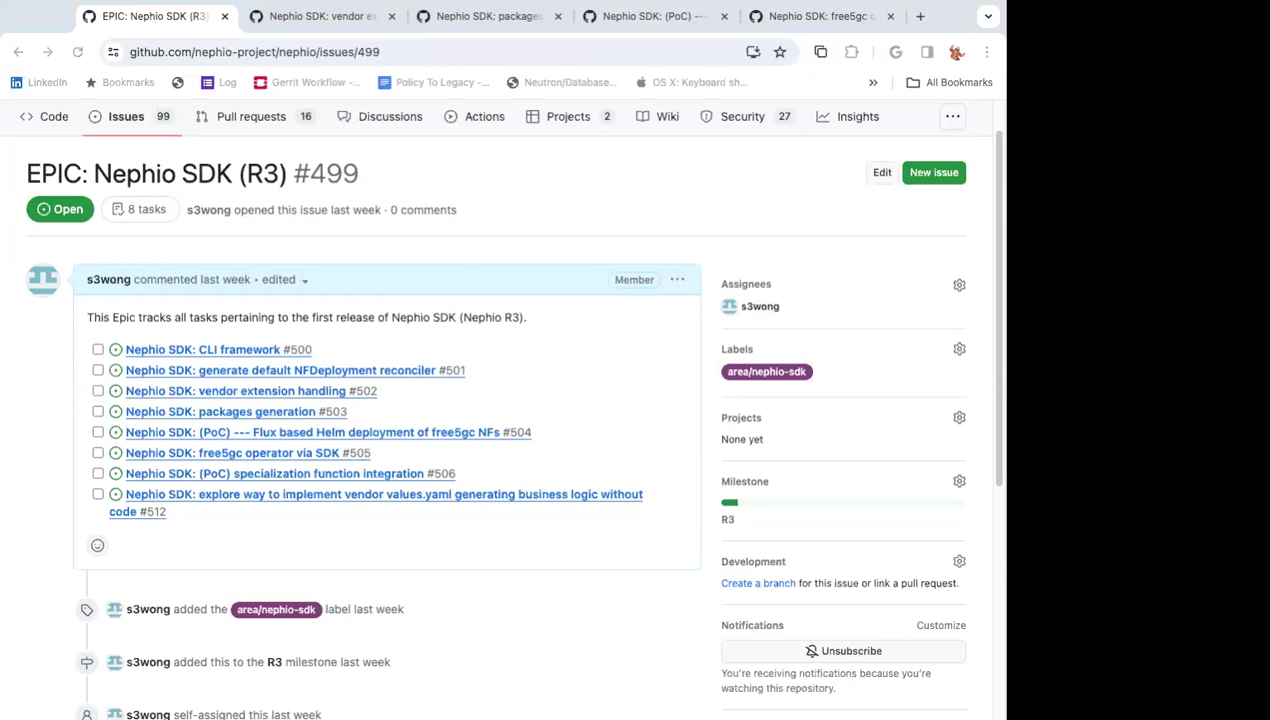 EPIC: Nephio SDK (R3)
Nephio SDK: vendor ex
Nephio SDK: packages
Nephio SDK: (PoC) ---
Nephio SDK: free5gc o
github.com/nephio-project/nephio/issues/499
LinkedIn
Bookmarks
Log
Gerrit Workflow -...
Policy To Legacy -...
Neutron/Database...
OS X: Keyboard sh...
»
All Bookmarks
Code
Issues 99
Pull requests 16
Discussions
Actions
Projects 2
Wiki
Security 27
Insights
EPIC: Nephio SDK (R3) #499
Edit
New issue
Open
8 tasks
s3wong opened this issue last week · 0 comments
s3wong commented last week · edited
Member
This Epic tracks all tasks pertaining to the first release of Nephio SDK (Nephio R3).
Nephio SDK: CLI framework #500
Nephio SDK: generate default NFDeployment reconciler #501
Nephio SDK: vendor extension handling #502
Nephio SDK: packages generation #503
Nephio SDK: (PoC) --- Flux based Helm deployment of free5gc NFs #504
Nephio SDK: free5gc operator via SDK #505
Nephio SDK: (PoC) specialization function integration #506
Nephio SDK: explore way to implement vendor values.yaml generating business logic without
code #512
s3wong added the area/nephio-sdk label last week
s3wong added this to the R3 milestone last week
s3wong self-assigned this last week
Assignees
s3wong
Labels
area/nephio-sdk
Projects
None yet
Milestone
R3
Development
Create a branch for this issue or link a pull request.
Notifications
Customize
Unsubscribe
You're receiving notifications because you're
watching this repository.